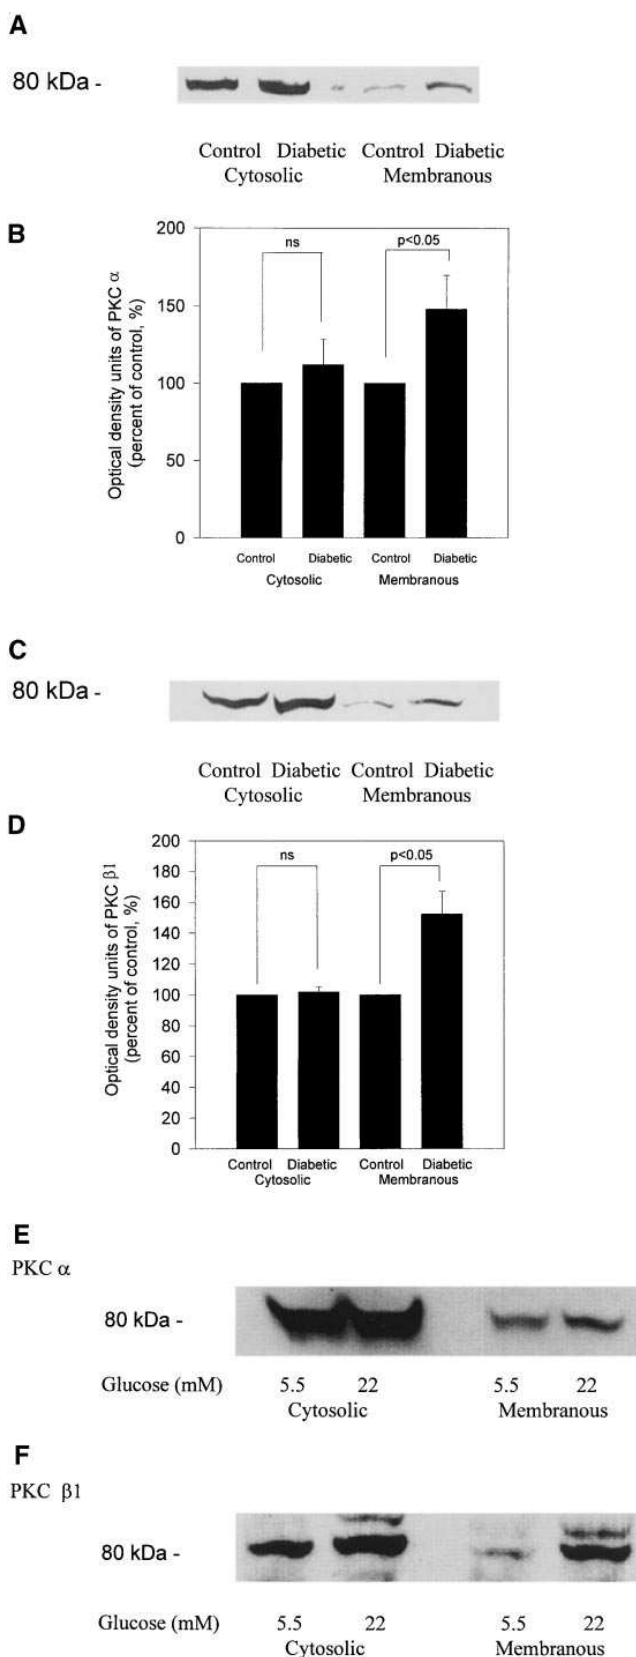 A
80 kDa -
Control Diabetic Control Diabetic
Cytosolic Membranous
B
200
150
100
50
0
Optical density units of PKC α
(percent of control, %)
ns
p<0.05
Control Diabetic Control Diabetic
Cytosolic Membranous
C
80 kDa -
Control Diabetic Control Diabetic
Cytosolic Membranous
D
200
180
160
140
120
100
80
60
40
20
0
Optical density units of PKC β1
(percent of control, %)
ns
p<0.05
Control Diabetic Control Diabetic
Cytosolic Membranous
E
PKC α
80 kDa -
Glucose (mM) 5.5 22 5.5 22
Cytosolic Membranous
F
PKC β1
80 kDa -
Glucose (mM) 5.5 22 5.5 22
Cytosolic Membranous